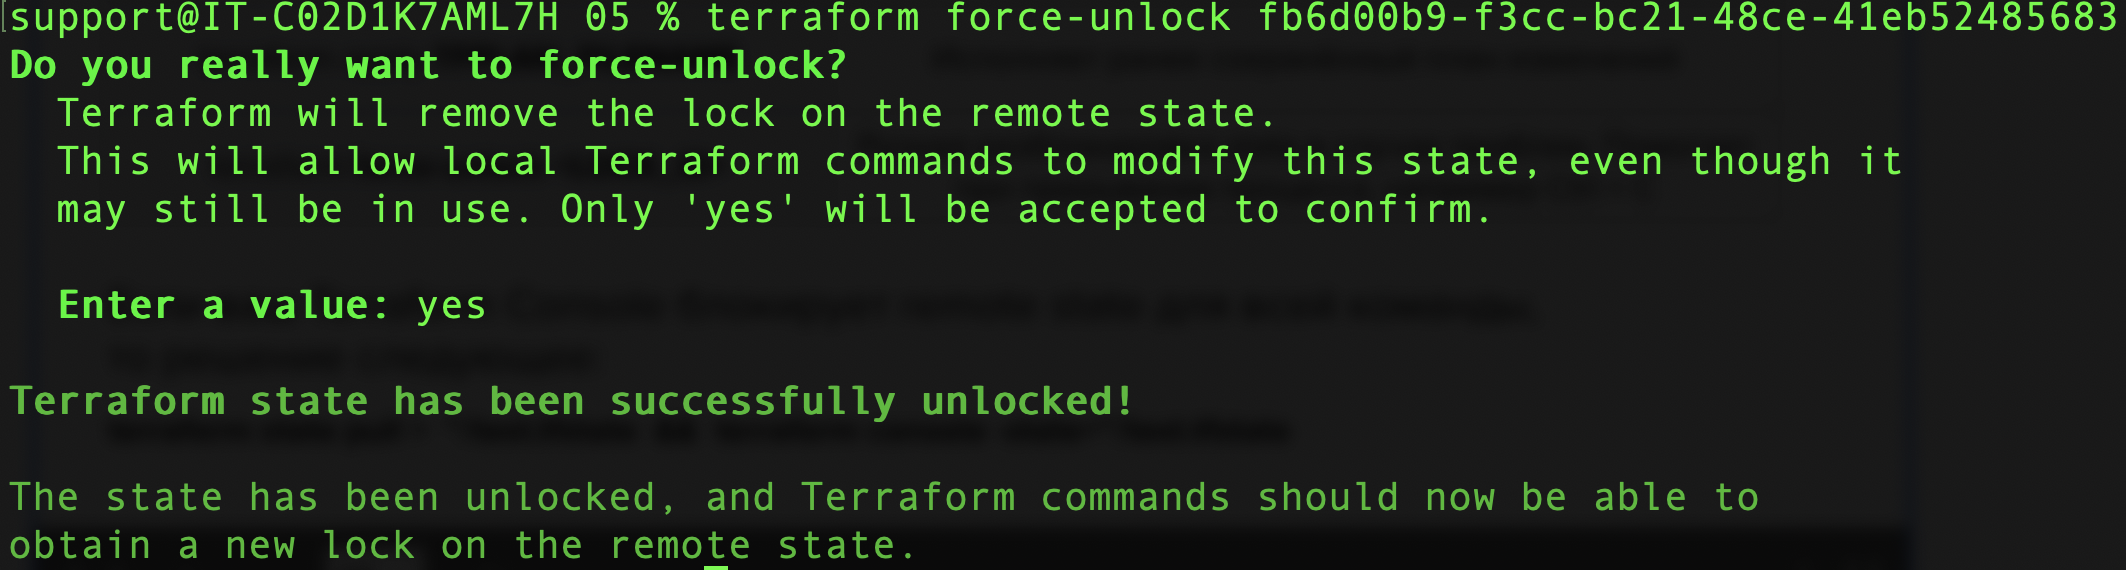 support@IT-C02D1K7AML7H 05 % terraform force-unlock fb6d00b9-f3cc-bc21-48ce-41eb52485683
Do you really want to force-unlock?
Terraform will remove the lock on the remote state.
This will allow local Terraform commands to modify this state, even though it
may still be in use. Only 'yes' will be accepted to confirm.
Enter a value: yes
Terraform state has been successfully unlocked!
The state has been unlocked, and Terraform commands should now be able to
obtain a new lock on the remote state.